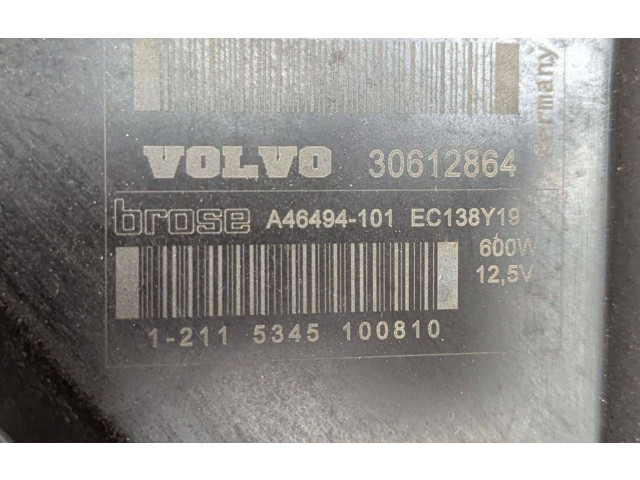 Germany
VOLVO 30612864
brose A46494-101 EC138Y19
600W
12,5V
1-211 5345 100810